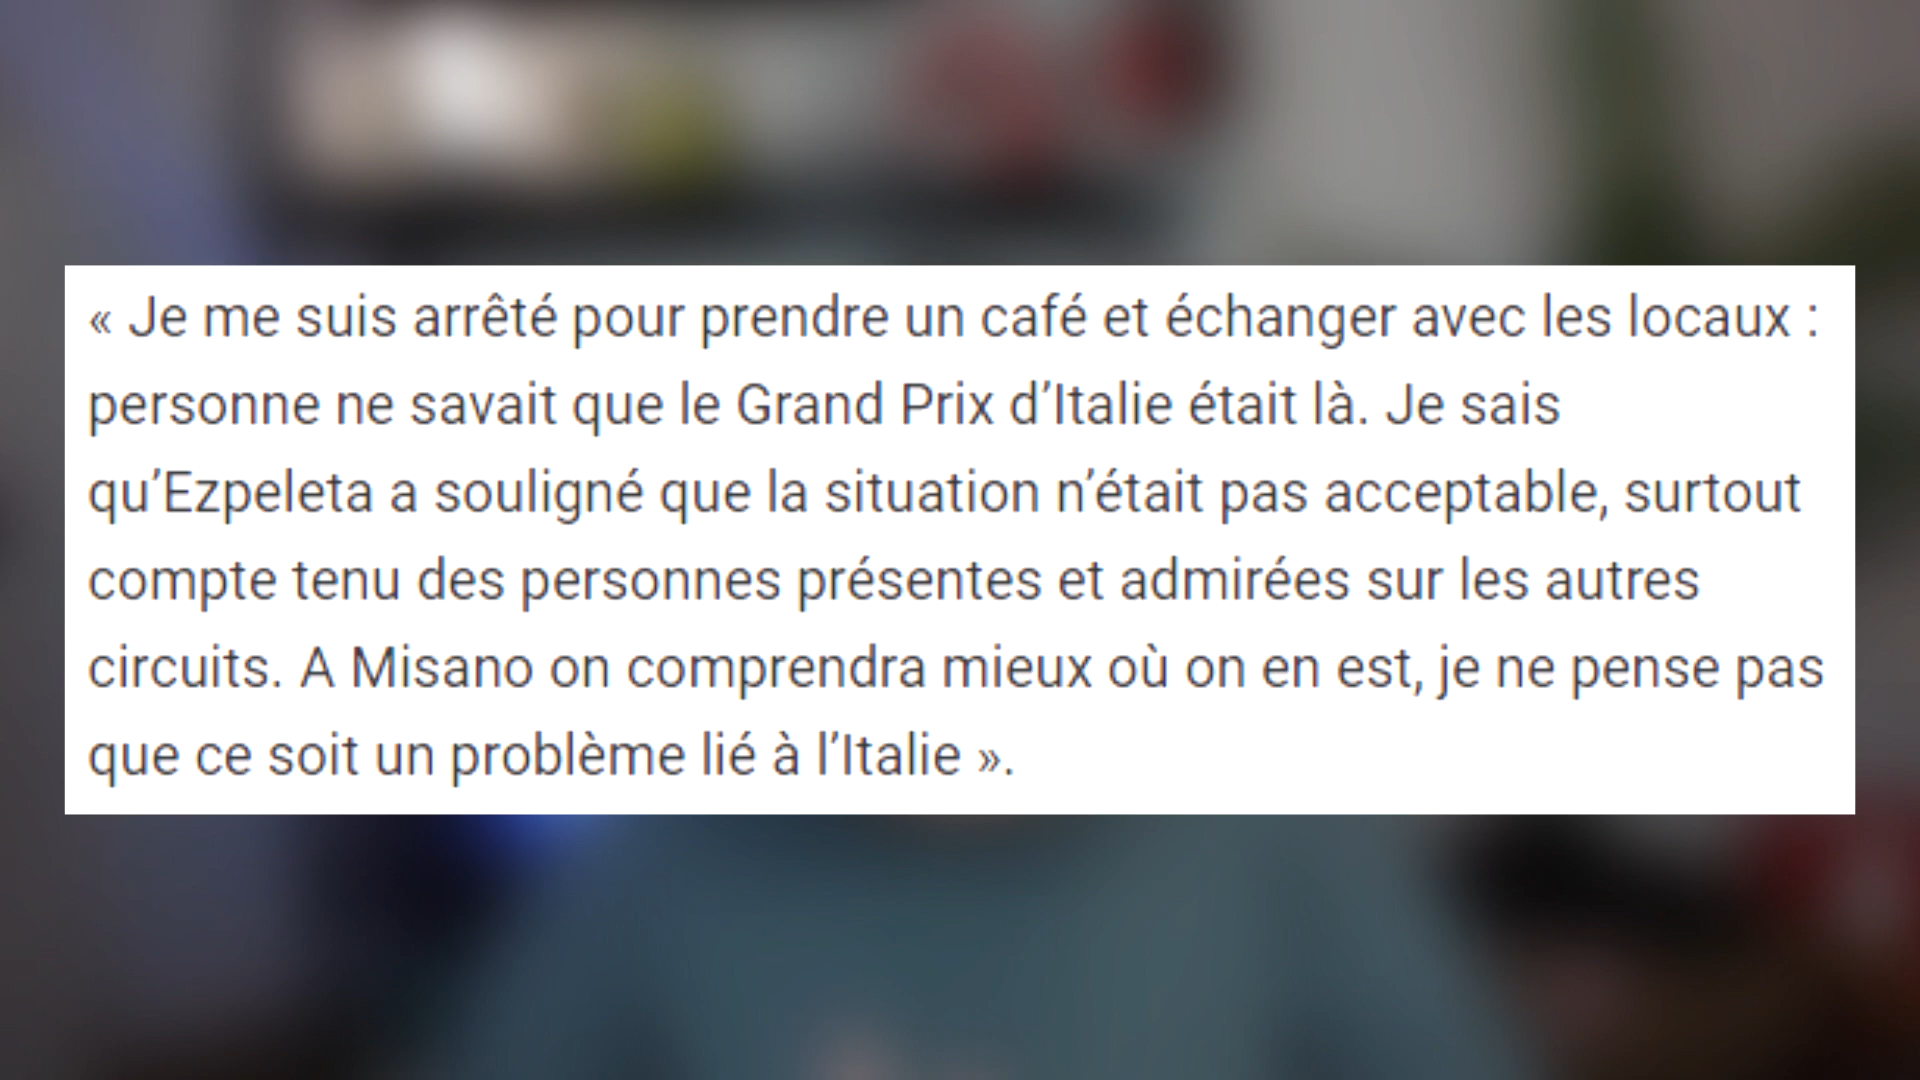 « Je me suis arrêté pour prendre un café et échanger avec les locaux :
personne ne savait que le Grand Prix d’Italie était là. Je sais
qu’Ezpeleta a souligné que la situation n’était pas acceptable, surtout
compte tenu des personnes présentes et admirées sur les autres
circuits. A Misano on comprendra mieux où on en est, je ne pense pas
que ce soit un problème lié à l’Italie ».